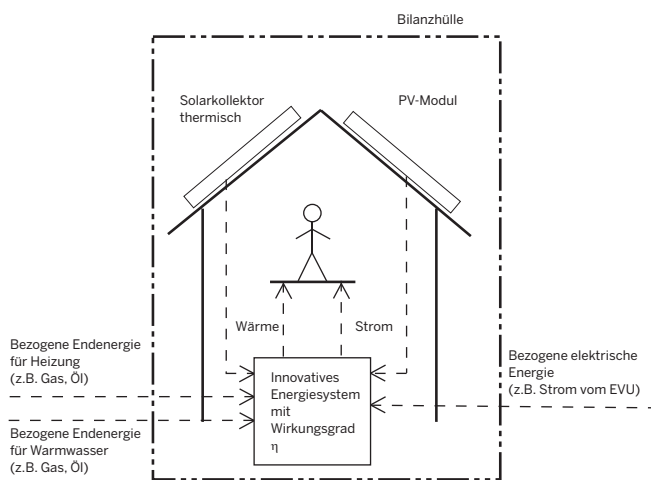 Bilanzhülle
Solarkollektor
thermisch
PV-Modul
Wärme
Strom
Bezogene Endenergie
für Heizung
(z.B. Gas, Öl)
Innovatives
Energiesystem
mit
Wirkungsgrad
η
Bezogene elektrische
Energie
(z.B. Strom vom EVU)
Bezogene Endenergie
für Warmwasser
(z.B. Gas, Öl)